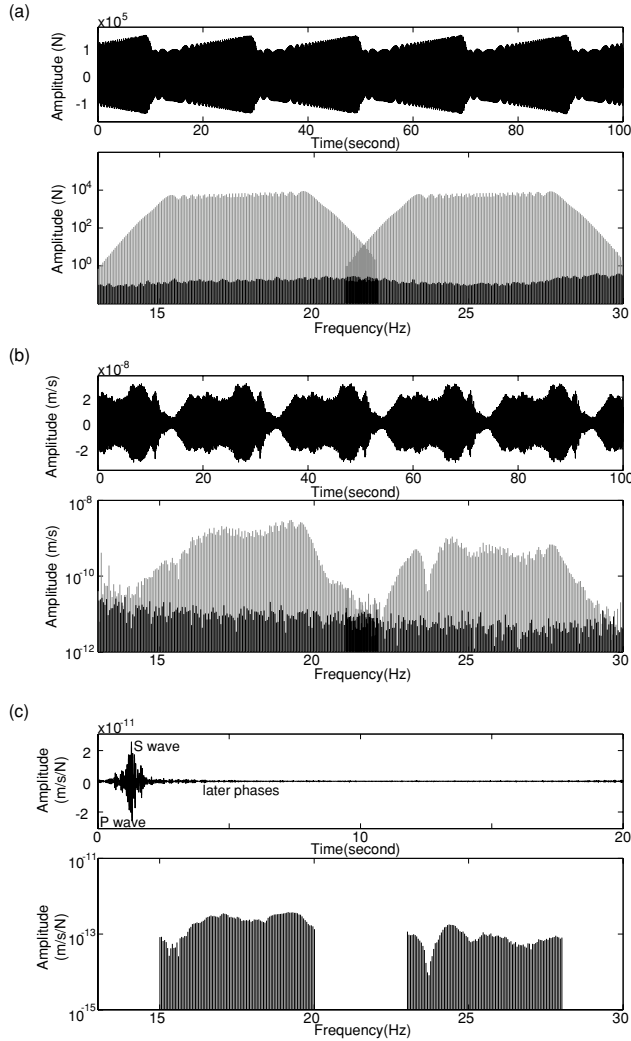 (a)
x10^5
Amplitude (N)
1
0
-1
0 20 40 60 80 100
Time(second)
Amplitude (N)
10^4
10^2
10^0
15 20 25 30
Frequency(Hz)
(b)
x10^-8
Amplitude (m/s)
2
0
-2
0 20 40 60 80 100
Time(second)
Amplitude (m/s)
10^-8
10^-10
10^-12
15 20 25 30
Frequency(Hz)
(c)
x10^-11
Amplitude
(m/s/N)
2
0
-2
S wave
later phases
P wave
0 10 20
Time(second)
Amplitude
(m/s/N)
10^-11
10^-13
10^-15
15 20 25 30
Frequency(Hz)